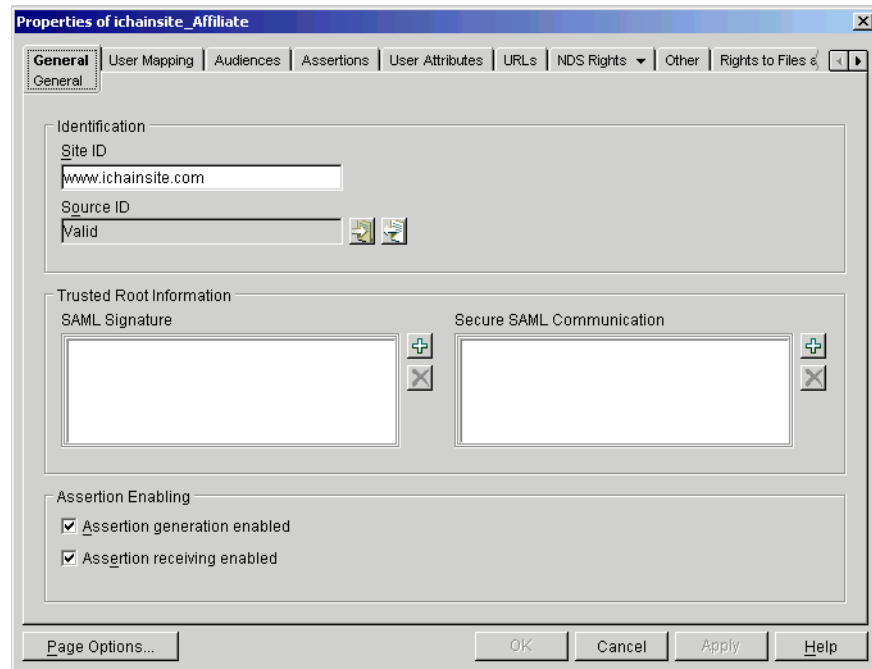 Properties of ichainsite_Affiliate
General User Mapping Audiences Assertions User Attributes URLs NDS Rights Other Rights to Files
General
Identification
Site ID
www.ichainsite.com
Source ID
Valid
Trusted Root Information
SAML Signature Secure SAML Communication
Assertion Enabling
Assertion generation enabled
Assertion receiving enabled
Page Options... OK Cancel Apply Help